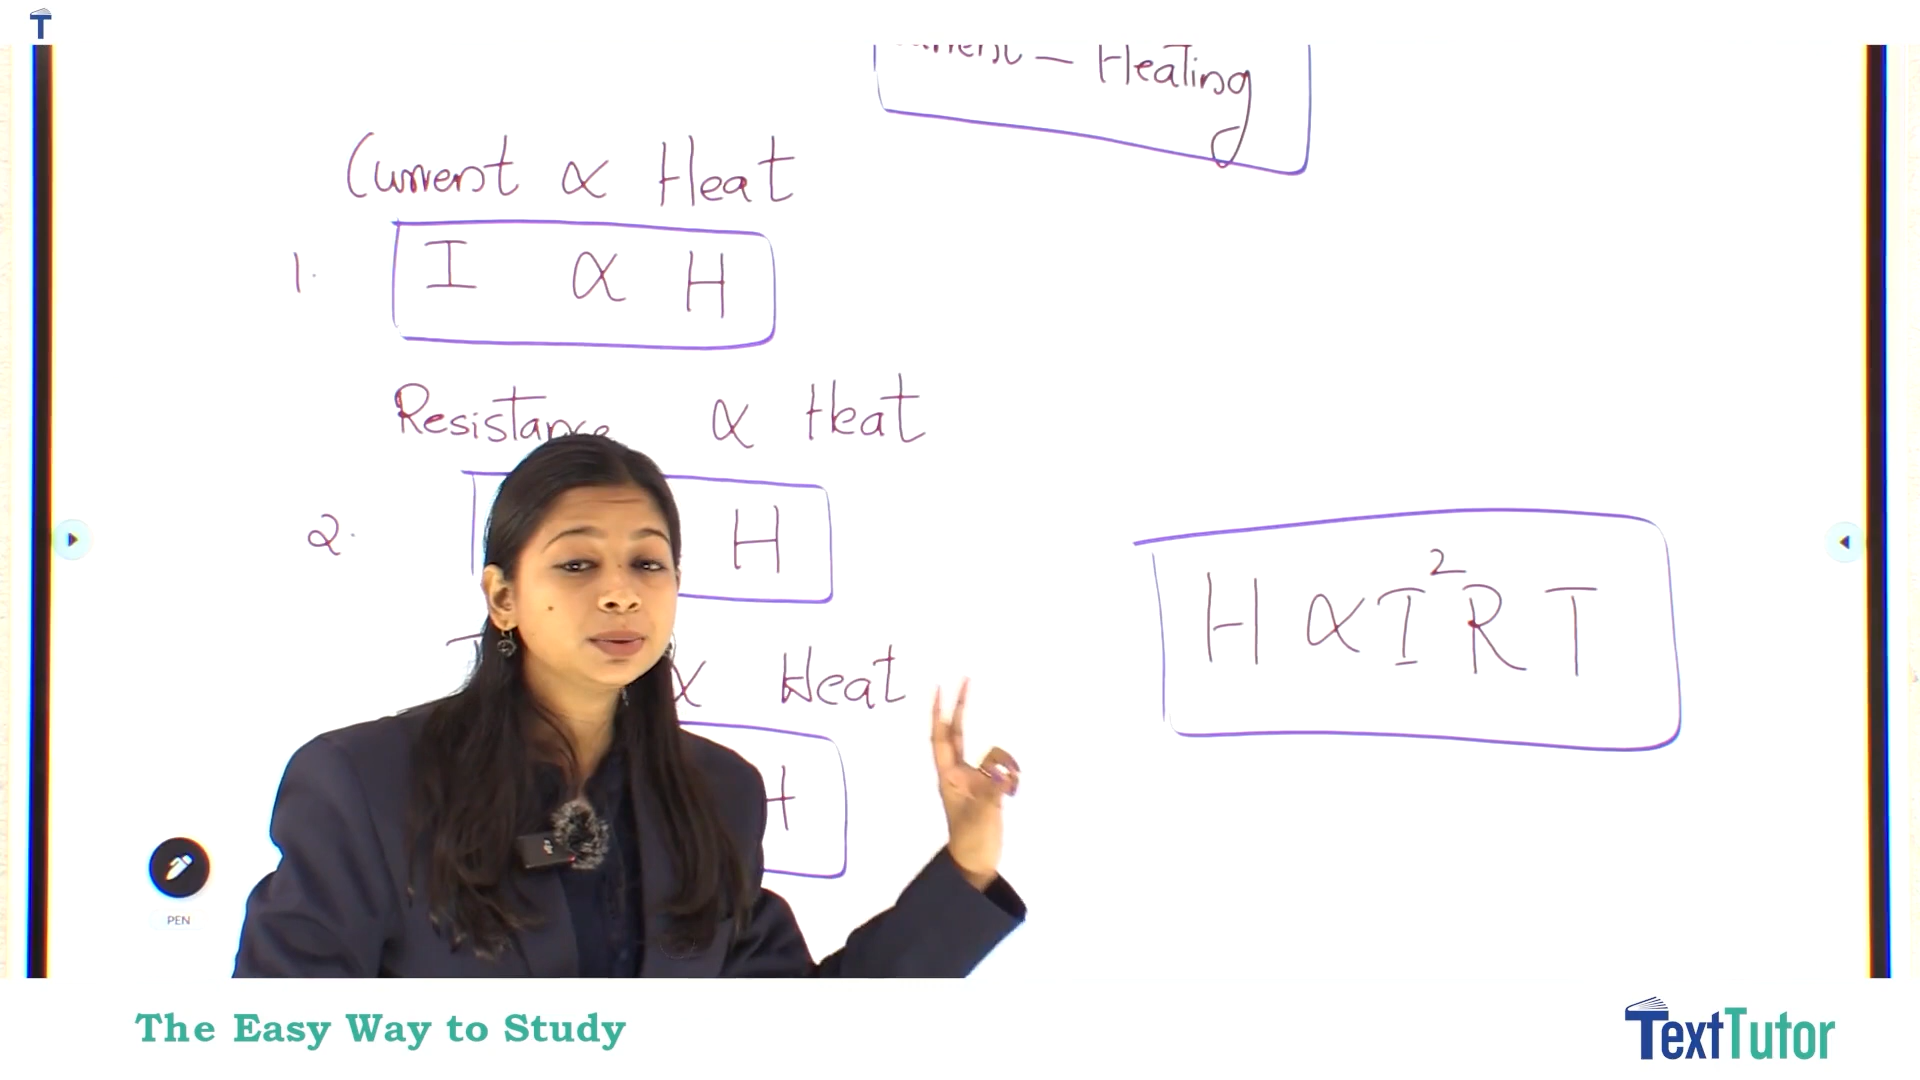 T
- Heating
Current ∝ Heat
1. I ∝ H
Resistance ∝ Heat
2. H
∝ Heat
H
H ∝ I²RT
PEN
The Easy Way to Study
TextTutor